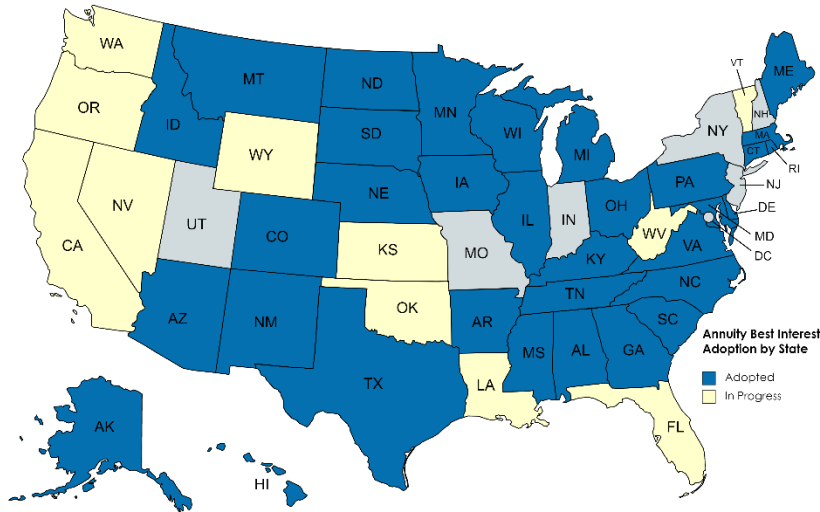 WA
OR
CA
NV
ID
MT
WY
UT
AZ
CO
NM
ND
SD
NE
KS
OK
TX
MN
IA
MO
AR
LA
WI
IL
MI
IN
OH
KY
TN
MS
AL
GA
FL
SC
NC
VA
WV
PA
NY
VT
NH
ME
MA
CT
RI
NJ
DE
MD
DC
AK
HI
Annuity Best Interest
Adoption by State
Adopted
In Progress